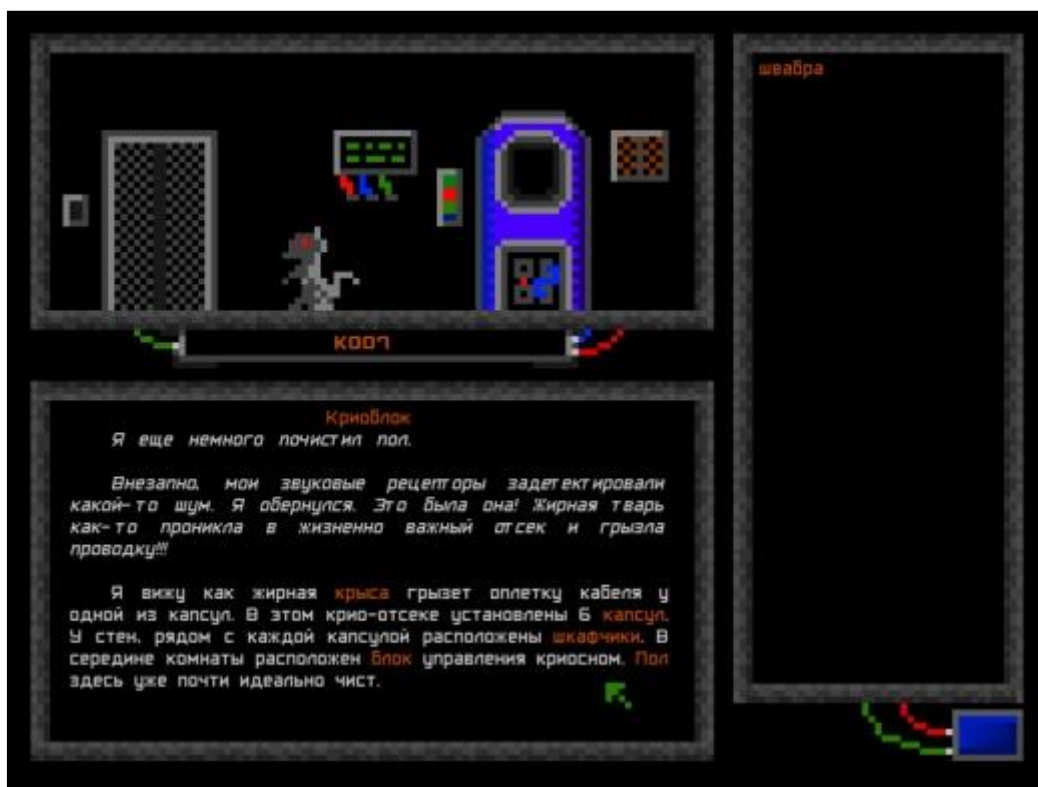 швабра
K007
Криоблок
Я еще немного почистил пол.
Внезапно, мои звуковые рецепторы задетектировали
какой-то шум. Я обернулся. Это была она! Жирная тварь
как-то проникла в жизненно важный отсек и грызла
проводку!!!
Я вижу как жирная крыса грызет оплетку кабеля у
одной из капсул. В этом крио-отсеке установлены 6 капсул.
У стен, рядом с каждой капсулой расположены шкафчики. В
середине комнаты расположен блок управления криосном. Пол
здесь уже почти идеально чист.